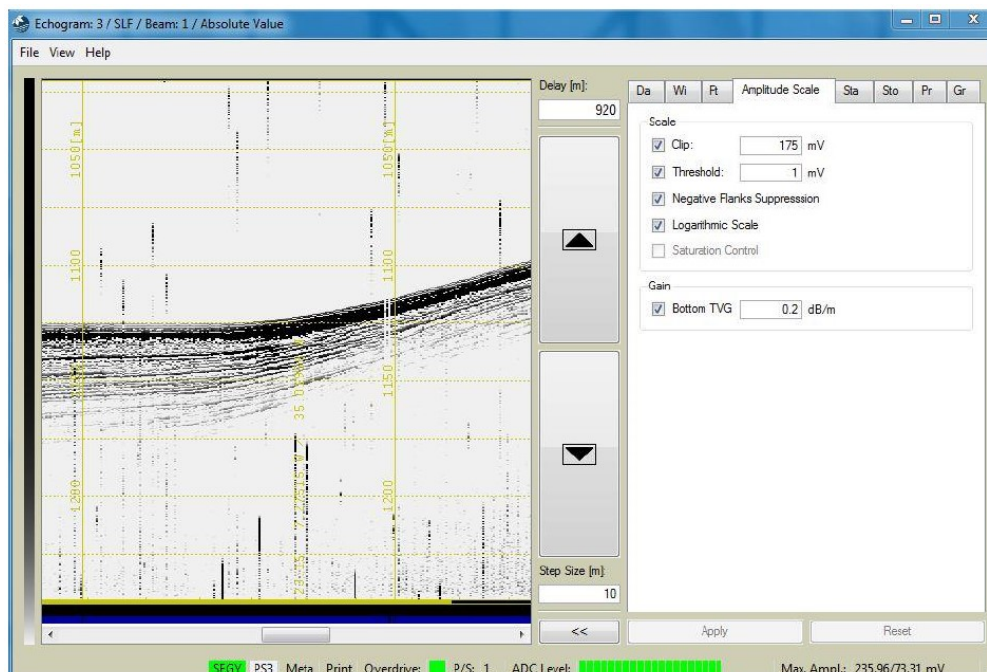 Echogram: 3 / SLF / Beam: 1 / Absolute Value
File View Help
Delay [m]:
920
Step Size [m]:
10
<<
1050[m]
1050[m]
1100
1100
1150
1200
1200
Da Wi Ft Amplitude Scale Sta Sto Pr Gr
Scale
Clip: 175 mV
Threshold: 1 mV
Negative Flanks Suppresssion
Logarithmic Scale
Saturation Control
Gain
Bottom TVG 0.2 dB/m
Apply Reset
SEGY PS3 Meta Print Overdrive: P/S: 1 ADC Level: Max. Ampl.: 235.96/73.31 mV